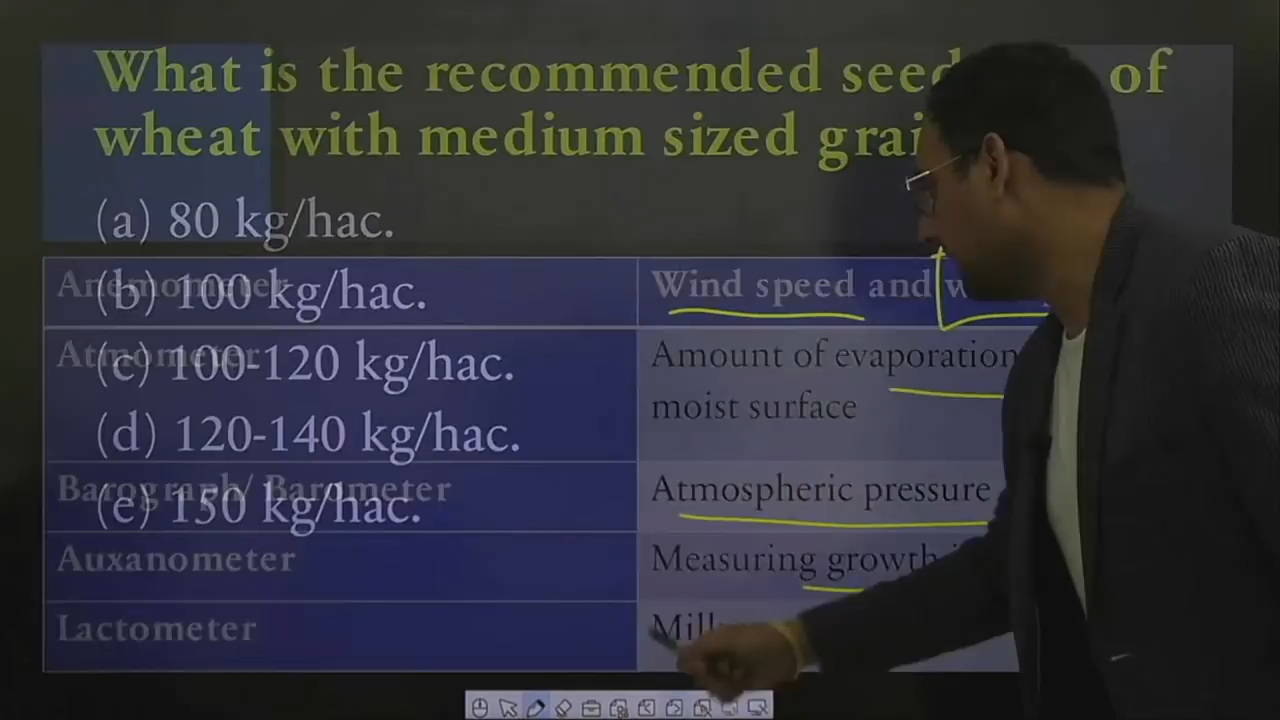 What is the recommended seed of
wheat with medium sized grai
(a) 80 kg/hac.
(b) 100 kg/hac.
(c) 100-120 kg/hac.
(d) 120-140 kg/hac.
(e) 150 kg/hac.
Anemometer
Wind speed and
Atmometer
Amount of evaporation
moist surface
Barograph/ Barometer
Atmospheric pressure
Auxanometer
Measuring growth
Lactometer